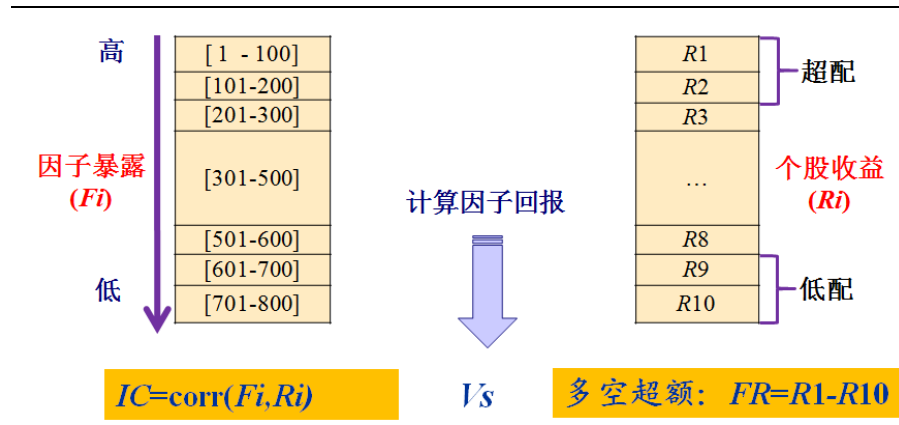 高
因子暴露
(Fi)
低
[ 1 - 100]
[101-200]
[201-300]
[301-500]
[501-600]
[601-700]
[701-800]
计算因子回报
R1
R2
R3
…
R8
R9
R10
超配
个股收益
(Ri)
低配
IC=corr(Fi,Ri)
Vs
多空超额：FR=R1-R10